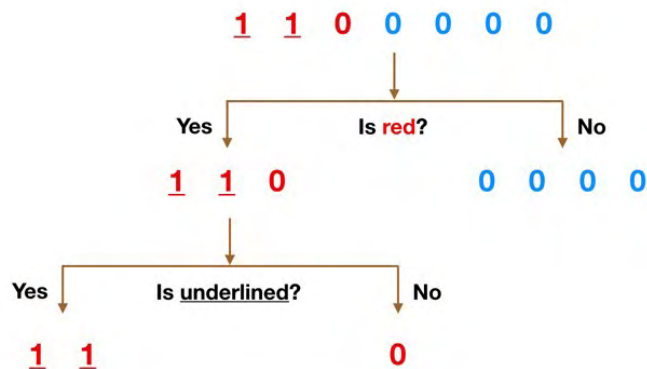 1 1 0 0 0 0 0
Yes Is red? No
1 1 0 0 0 0 0
Yes Is underlined? No
1 1 0